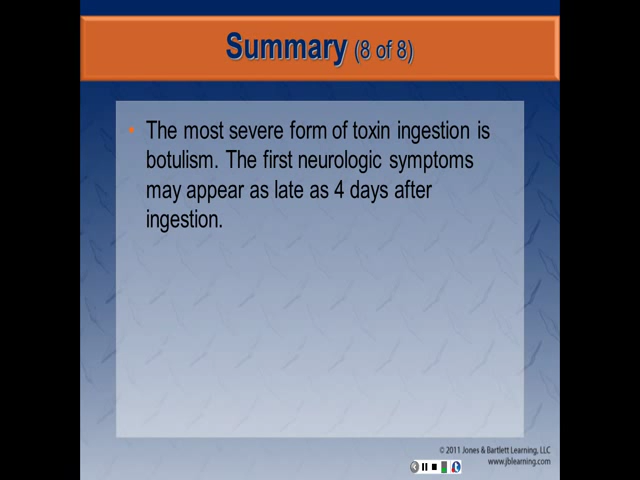 Summary (8 of 8)
• The most severe form of toxin ingestion is
botulism. The first neurologic symptoms
may appear as late as 4 days after
ingestion.
© 2011 Jones & Bartlett Learning, LLC
www.jblearning.com